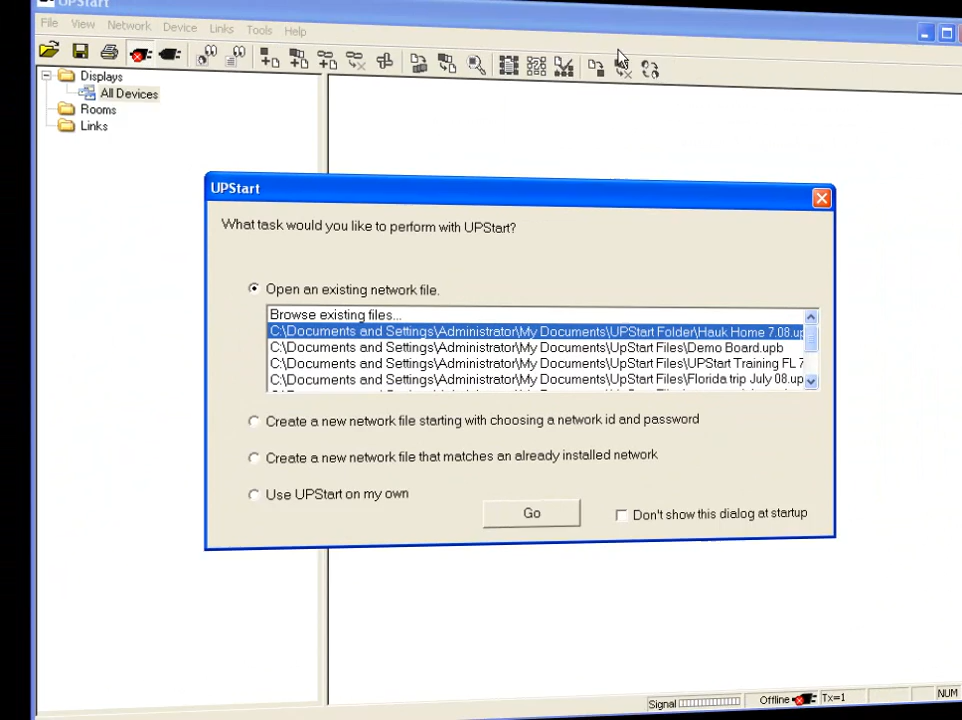 UPStart
File View Network Device Links Tools Help
Displays
All Devices
Rooms
Links
UPStart
What task would you like to perform with UPStart?
Open an existing network file.
Browse existing files...
C:\Documents and Settings\Administrator\My Documents\UPStart Folder\Hauk Home 7.08.up
C:\Documents and Settings\Administrator\My Documents\UpStart Files\Demo Board.upb
C:\Documents and Settings\Administrator\My Documents\UpStart Files\UPStart Training FL 7
C:\Documents and Settings\Administrator\My Documents\UpStart Files\Florida trip July 08.up
Create a new network file starting with choosing a network id and password
Create a new network file that matches an already installed network
Use UPStart on my own
Go
Don't show this dialog at startup
Signal Offline Tx=1 NUM